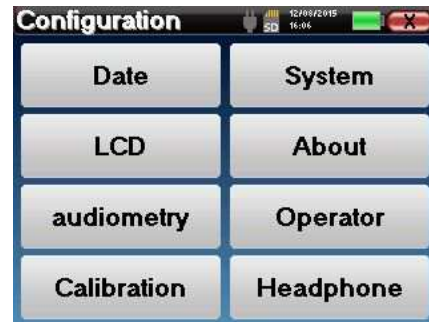 Configuration
SD
12/08/2015
16:06
X
Date
System
LCD
About
audiometry
Operator
Calibration
Headphone